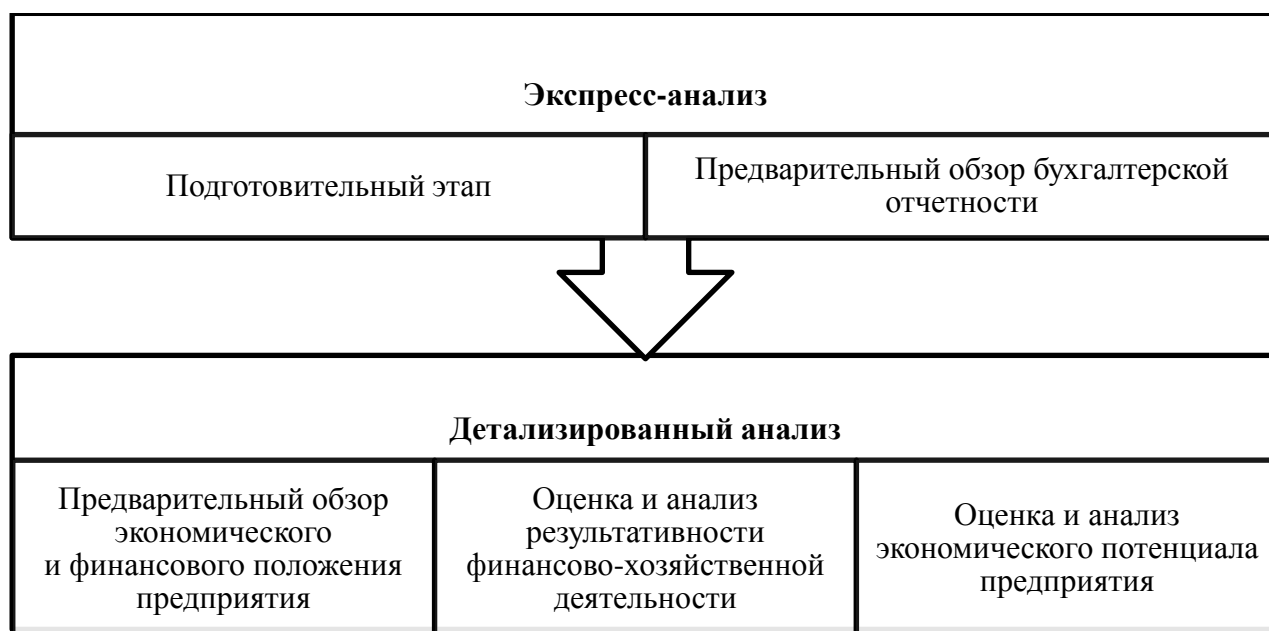 Экспресс-анализ
Подготовительный этап
Предварительный обзор бухгалтерской
отчетности
Детализированный анализ
Предварительный обзор
экономического
и финансового положения
предприятия
Оценка и анализ
результативности
финансово-хозяйственной
деятельности
Оценка и анализ
экономического потенциала
предприятия